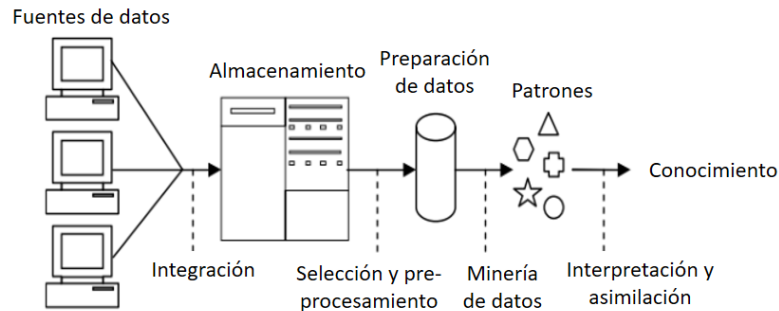 Fuentes de datos
Almacenamiento
Preparación
de datos
Patrones
Conocimiento
Integración
Selección y pre-
procesamiento
Minería
de datos
Interpretación y
asimilación